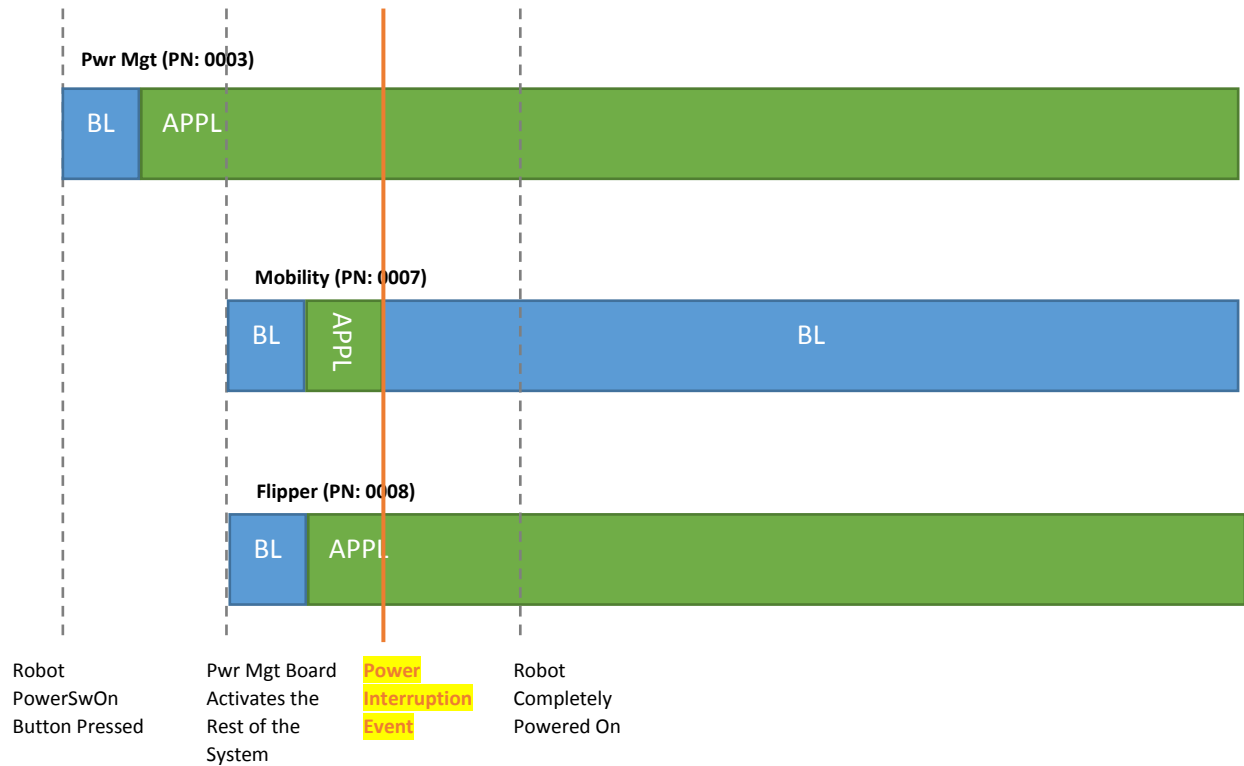 Pwr Mgt (PN: 0003)
BL
APPL
Mobility (PN: 0007)
BL
APPL
BL
Flipper (PN: 0008)
BL
APPL
Robot
PowerSwOn
Button Pressed
Pwr Mgt Board
Activates the
Rest of the
System
Power
Interruption
Event
Robot
Completely
Powered On